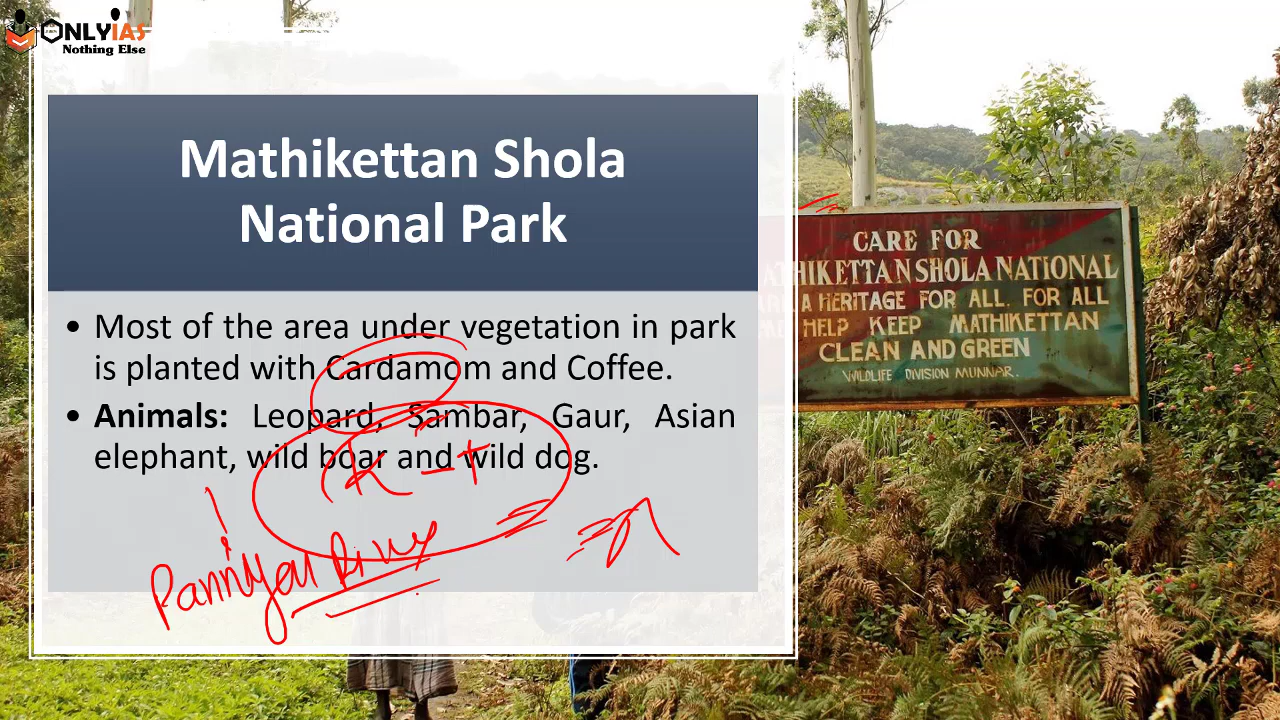 ONLYIAS
Nothing Else
Mathikettan Shola
National Park
• Most of the area under vegetation in park
is planted with Cardamom and Coffee.
• Animals: Leopard, Sambar, Gaur, Asian
elephant, wild boar and wild dog.
K - t
Panniyar River
CARE FOR
THIKETTAN SHOLA NATIONAL
A HERITAGE FOR ALL. FOR ALL
HELP KEEP MATHIKETTAN
CLEAN AND GREEN
WILDLIFE DIVISION MUNNAR.